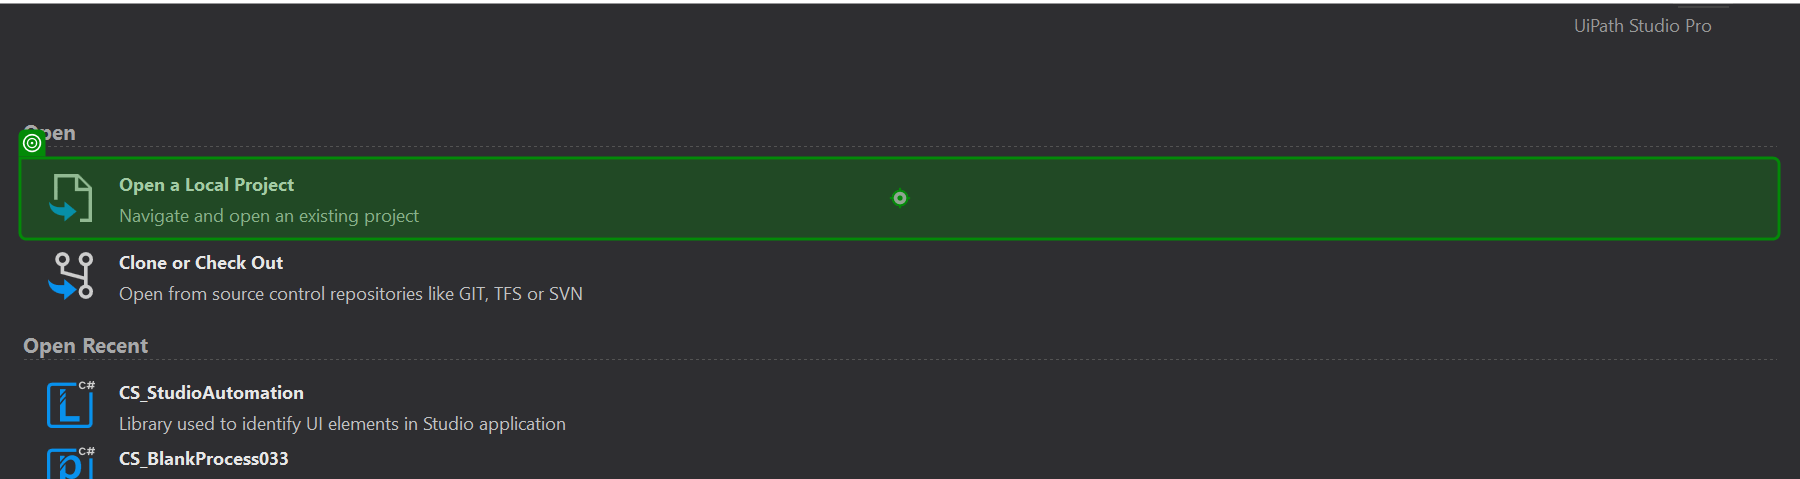 UiPath Studio Pro
Open
Open a Local Project
Navigate and open an existing project
Clone or Check Out
Open from source control repositories like GIT, TFS or SVN
Open Recent
C#
CS_StudioAutomation
Library used to identify UI elements in Studio application
C#
CS_BlankProcess033